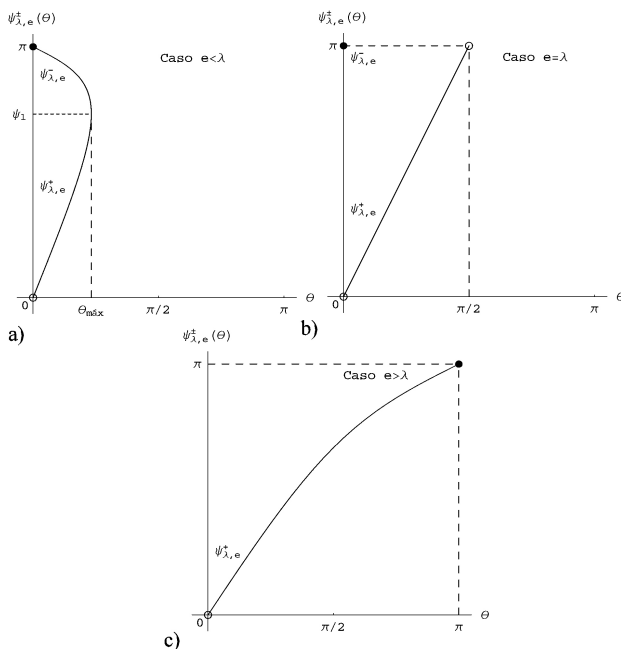 ψ±λ,e(θ)
π
ψ⁻λ,e
Caso e<λ
ψ1
ψ⁺λ,e
0
θmáx
π/2
π
θ
a)
ψ±λ,e(θ)
π
ψ⁻λ,e
Caso e=λ
ψ⁺λ,e
0
π/2
π
θ
b)
ψ±λ,e(θ)
π
Caso e>λ
ψ⁺λ,e
0
π/2
π
θ
c)